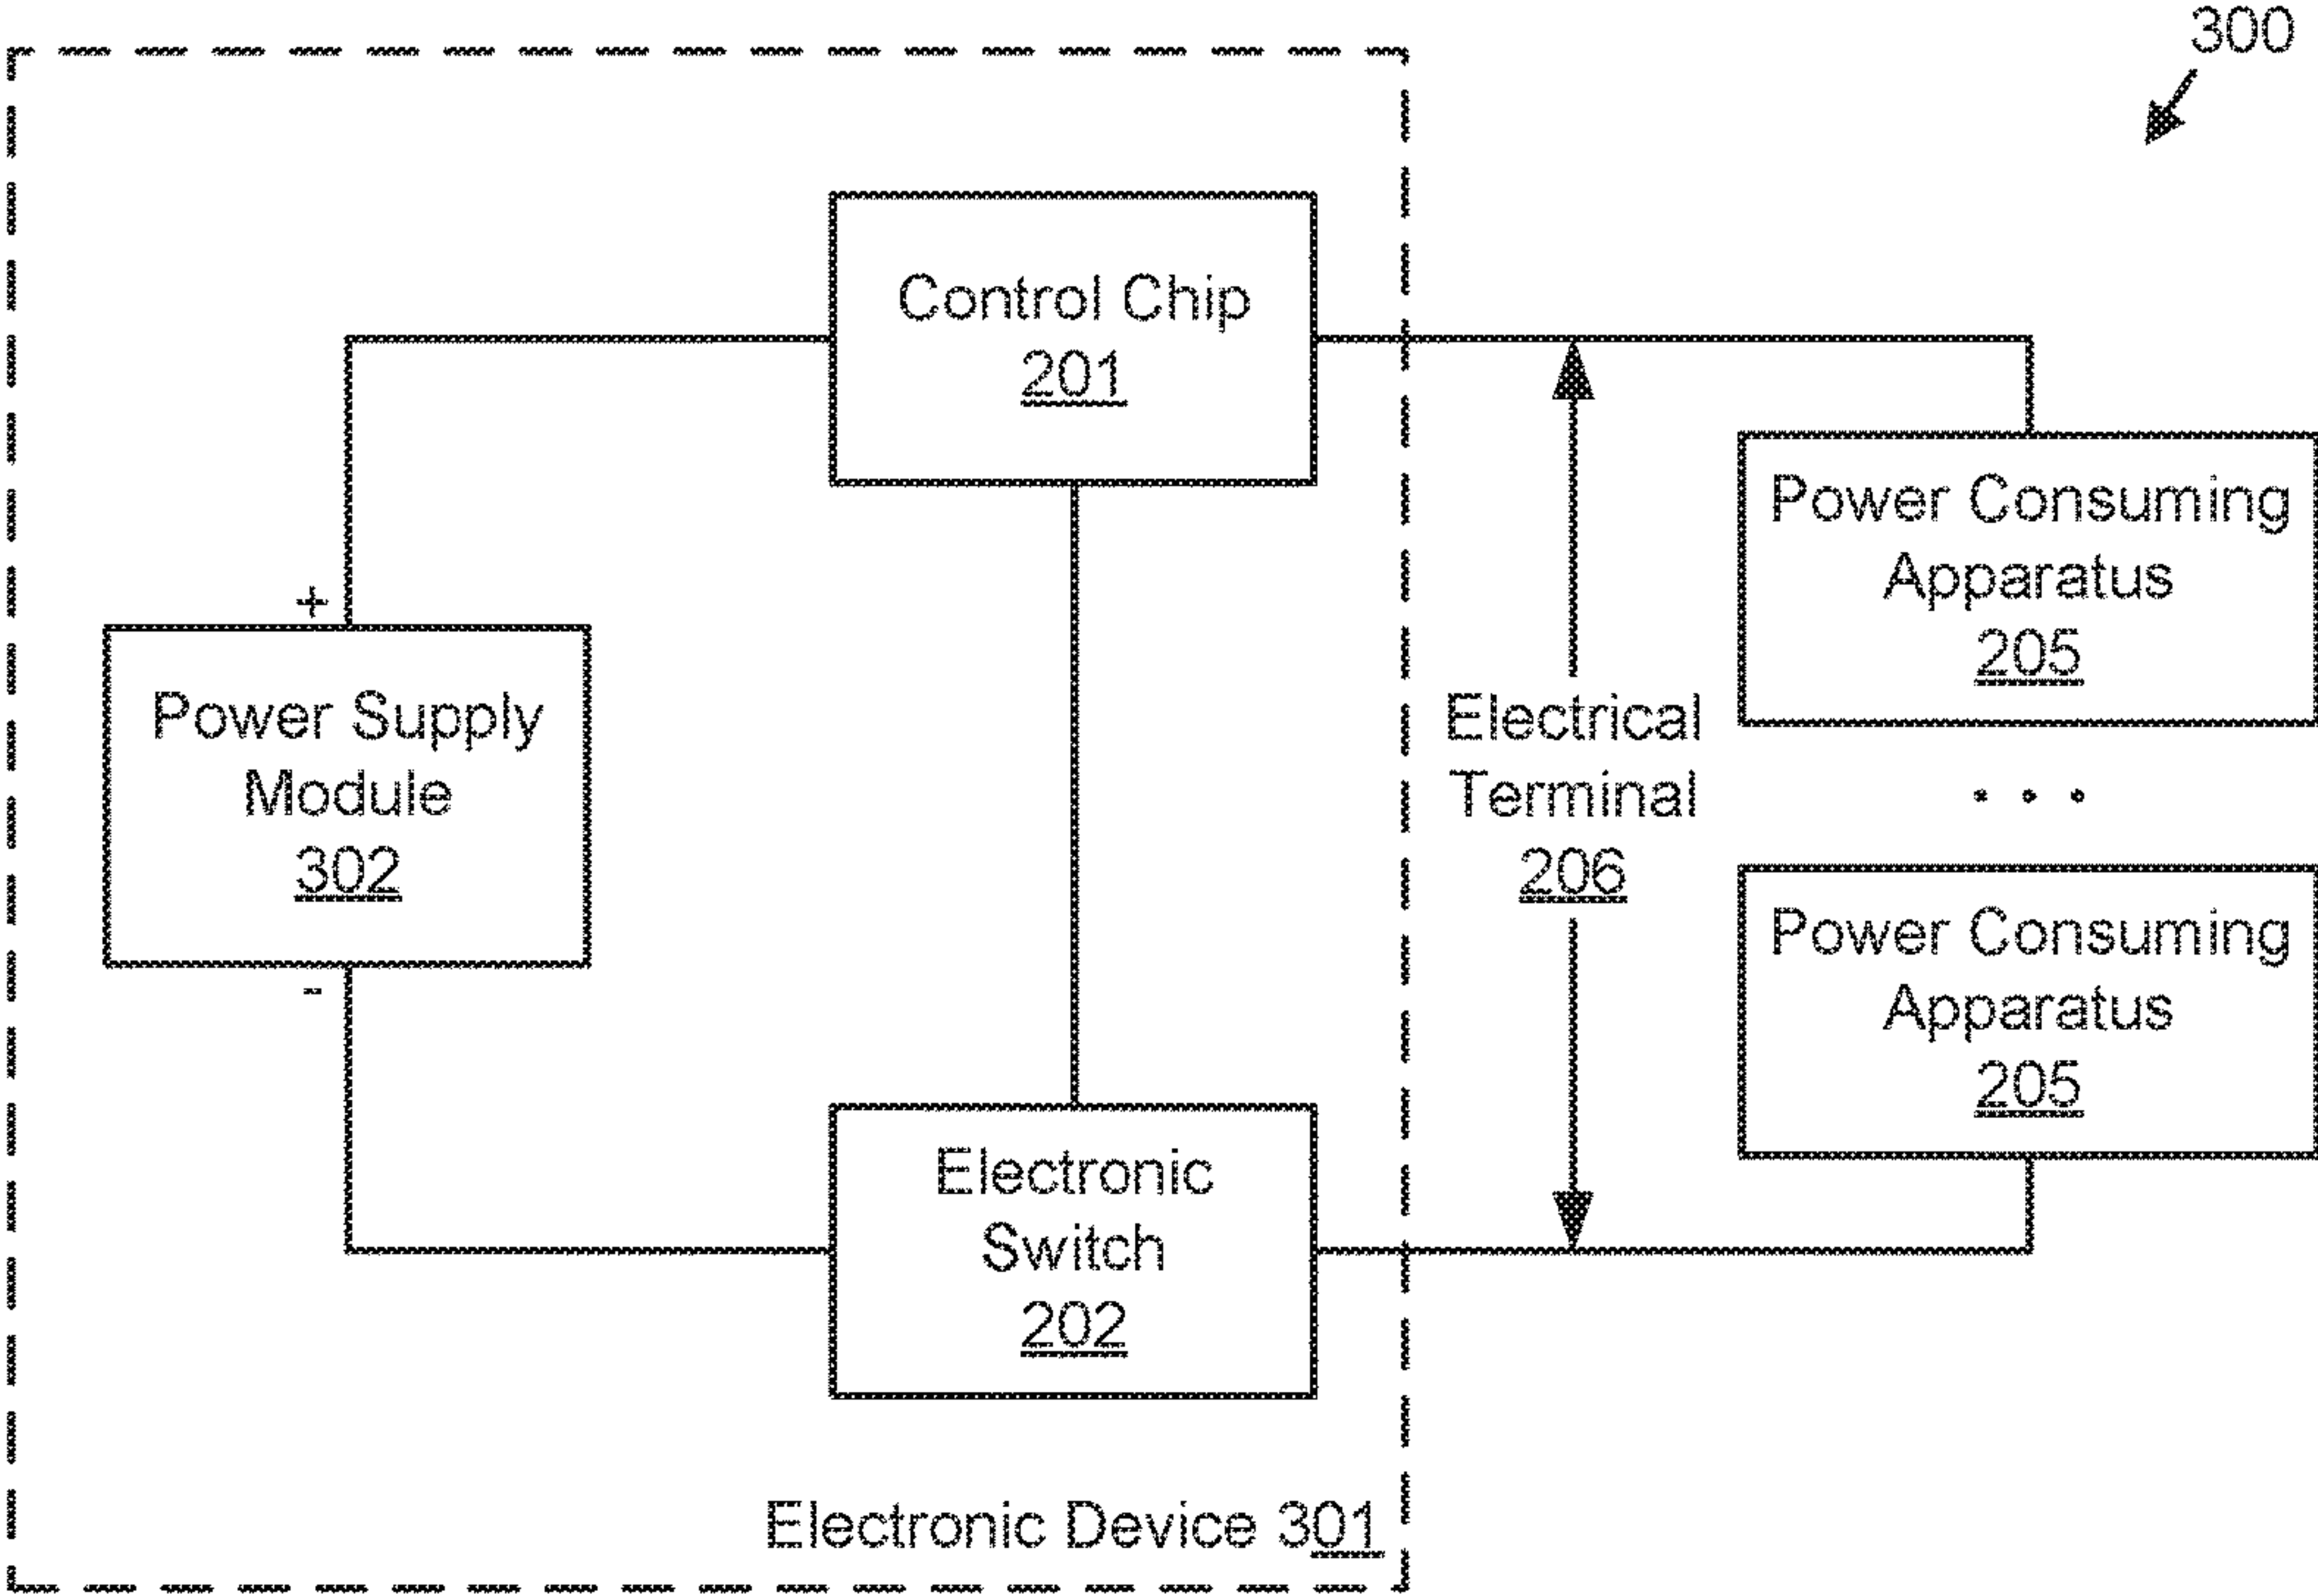 300
Control Chip
201
Power Consuming
Apparatus
205
+
Power Supply
Module
302
-
Electrical
Terminal
206
. . .
Power Consuming
Apparatus
205
Electronic
Switch
202
Electronic Device 301